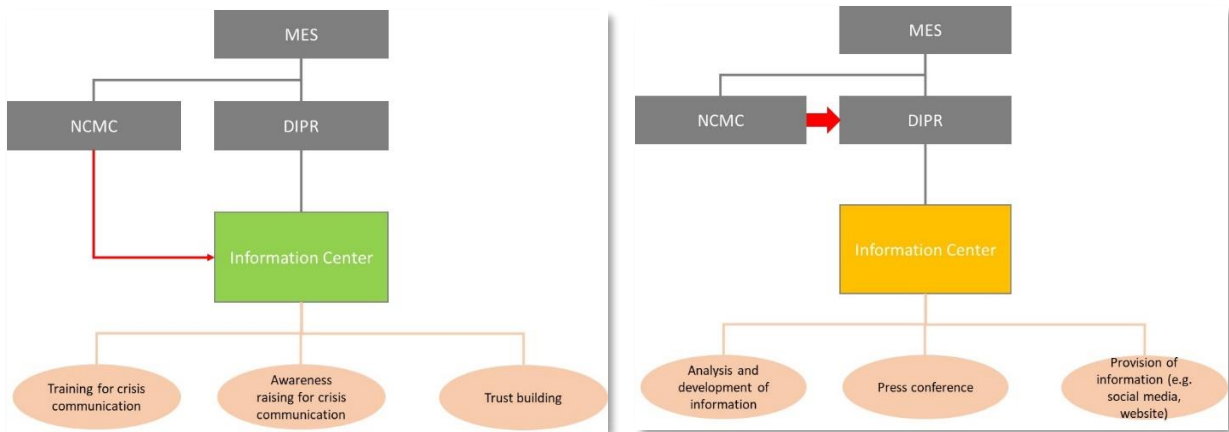 MES
NCMC
DIPR
Information Center
Training for crisis
communication
Awareness
raising for crisis
communication
Trust building
MES
NCMC
DIPR
Information Center
Analysis and
development of
information
Press conference
Provision of
information (e.g.
social media,
website)